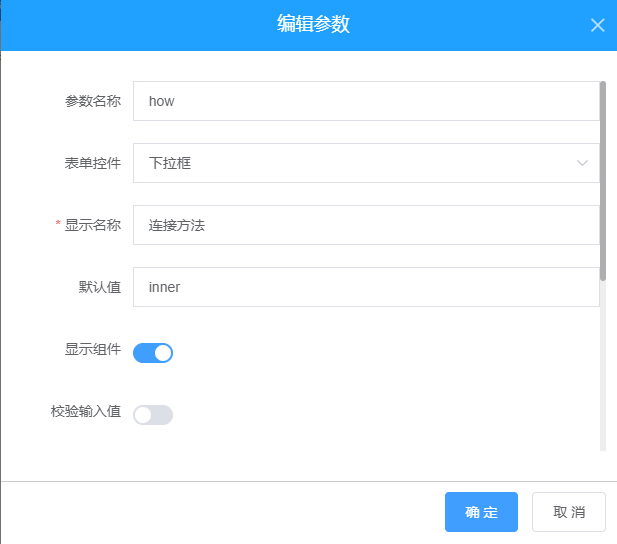 编辑参数
参数名称 how
表单控件 下拉框
* 显示名称 连接方法
默认值 inner
显示组件
校验输入值
确定 取消